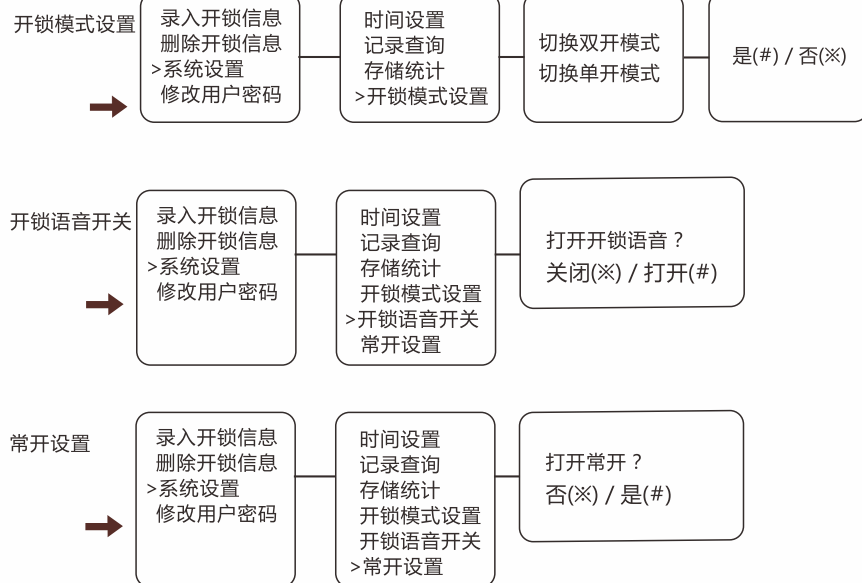 开锁模式设置
录入开锁信息
删除开锁信息
>系统设置
修改用户密码
时间设置
记录查询
存储统计
>开锁模式设置
切换双开模式
切换单开模式
是(#) / 否(※)
开锁语音开关
录入开锁信息
删除开锁信息
>系统设置
修改用户密码
时间设置
记录查询
存储统计
开锁模式设置
>开锁语音开关
常开设置
打开开锁语音？
关闭(※) / 打开(#)
常开设置
录入开锁信息
删除开锁信息
>系统设置
修改用户密码
时间设置
记录查询
存储统计
开锁模式设置
开锁语音开关
>常开设置
打开常开？
否(※) / 是(#)